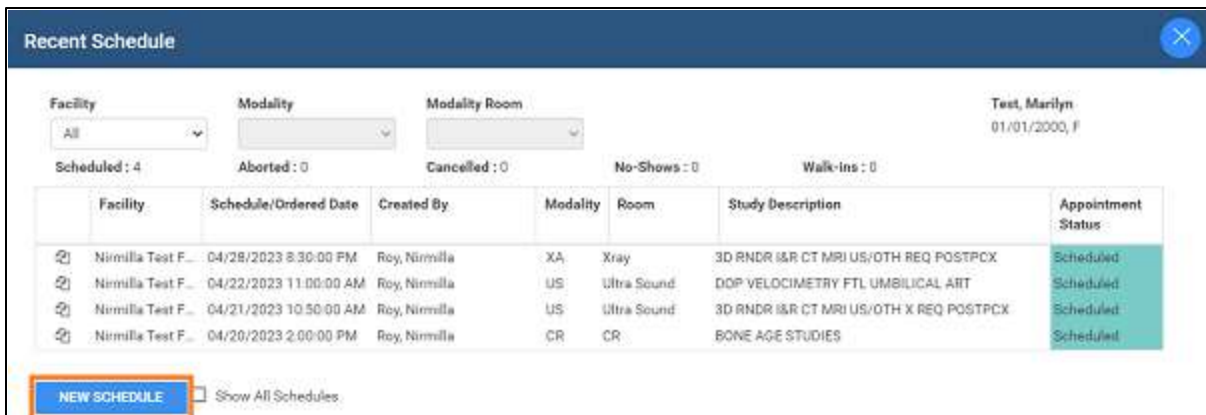 Recent Schedule
Facility Modality Modality Room Test, Marilyn
All 01/01/2000, F
Scheduled : 4 Aborted : 0 Cancelled : 0 No-Shows : 0 Walk-Ins : 0
Facility Schedule/Ordered Date Created By Modality Room Study Description Appointment Status
Nirmilla Test F... 04/28/2023 8:30:00 PM Roy, Nirmilla XA Xray 3D RNDR I&R CT MRI US/OTH REQ POSTPCX Scheduled
Nirmilla Test F... 04/22/2023 11:00:00 AM Roy, Nirmilla US Ultra Sound DOP VELOCIMETRY FTL UMBILICAL ART Scheduled
Nirmilla Test F... 04/21/2023 10:50:00 AM Roy, Nirmilla US Ultra Sound 3D RNDR I&R CT MRI US/OTH X REQ POSTPCX Scheduled
Nirmilla Test F... 04/20/2023 2:00:00 PM Roy, Nirmilla CR CR BONE AGE STUDIES Scheduled
NEW SCHEDULE Show All Schedules